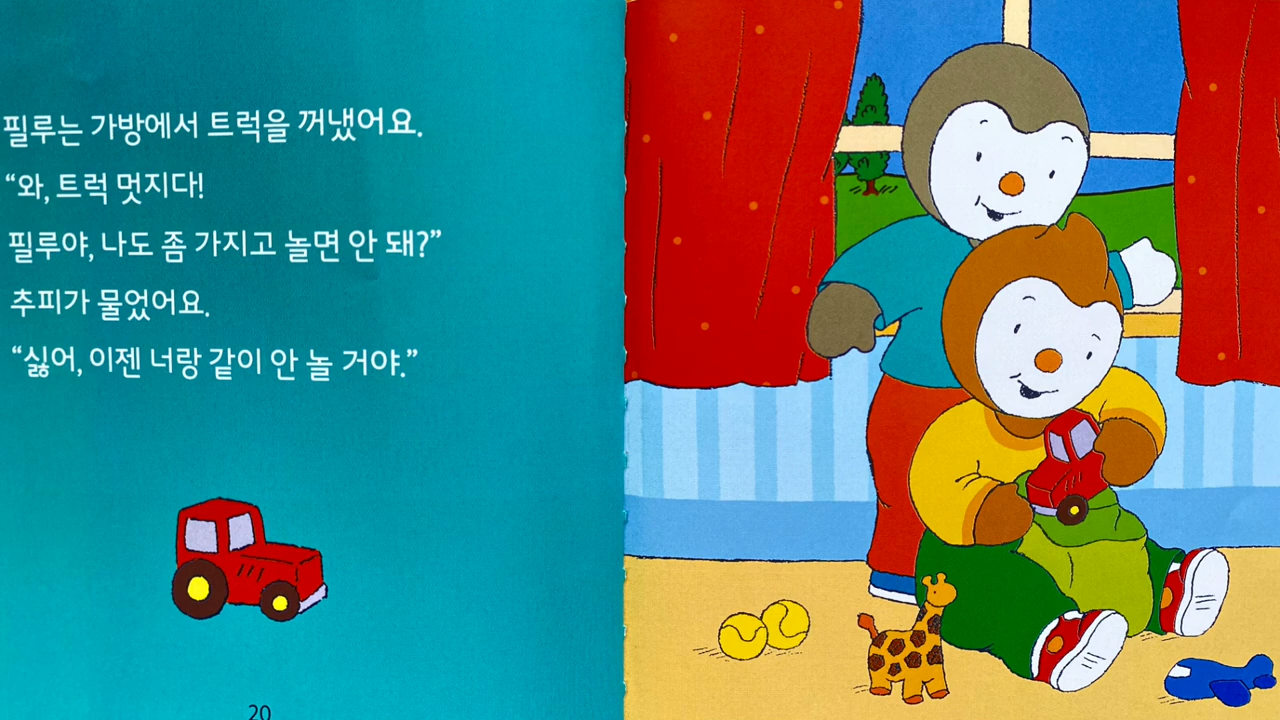 필루는 가방에서 트럭을 꺼냈어요.
“와, 트럭 멋지다!
필루야, 나도 좀 가지고 놀면 안 돼?”
추피가 물었어요.
“싫어, 이젠 너랑 같이 안 놀 거야.”
20